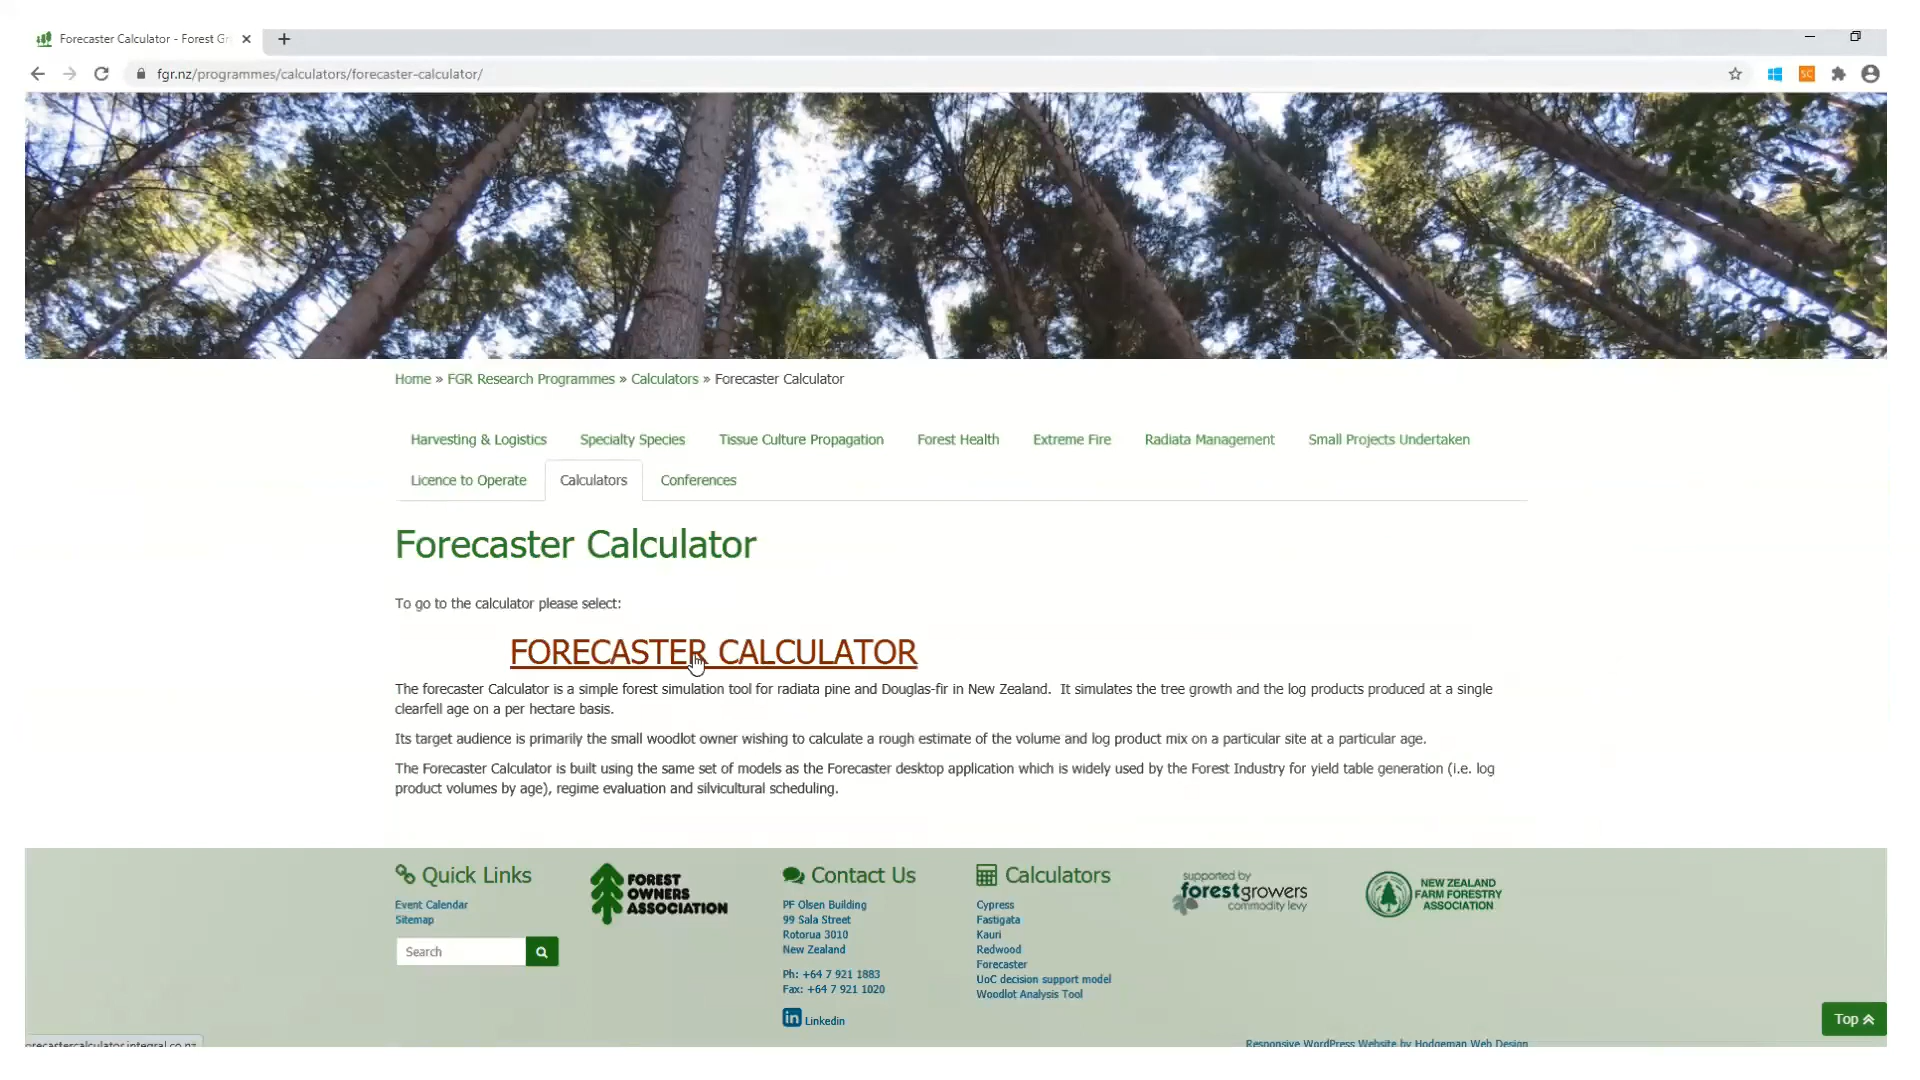 Forecaster Calculator - Forest Gr
fgr.nz/programmes/calculators/forecaster-calculator/
SC
Home » FGR Research Programmes » Calculators » Forecaster Calculator
Harvesting & Logistics Specialty Species Tissue Culture Propagation Forest Health Extreme Fire Radiata Management Small Projects Undertaken
Licence to Operate Calculators Conferences
Forecaster Calculator
To go to the calculator please select:
FORECASTER CALCULATOR
The forecaster Calculator is a simple forest simulation tool for radiata pine and Douglas-fir in New Zealand. It simulates the tree growth and the log products produced at a single
clearfell age on a per hectare basis.
Its target audience is primarily the small woodlot owner wishing to calculate a rough estimate of the volume and log product mix on a particular site at a particular age.
The Forecaster Calculator is built using the same set of models as the Forecaster desktop application which is widely used by the Forest Industry for yield table generation (i.e. log
product volumes by age), regime evaluation and silvicultural scheduling.
Quick Links
Event Calendar
Sitemap
Search
FOREST
OWNERS
ASSOCIATION
Contact Us
PF Olsen Building
99 Sala Street
Rotorua 3010
New Zealand
Ph: +64 7 921 1883
Fax: +64 7 921 1020
in Linkedin
Calculators
Cypress
Fastigata
Kauri
Redwood
Forecaster
UoC decision support model
Woodlot Analysis Tool
supported by
forestgrowers
commodity levy
NEW ZEALAND
FARM FORESTRY
ASSOCIATION
Top
orecastercalculator.integral.co.nz
Responsive WordPress Website by Hodgeman Web Design